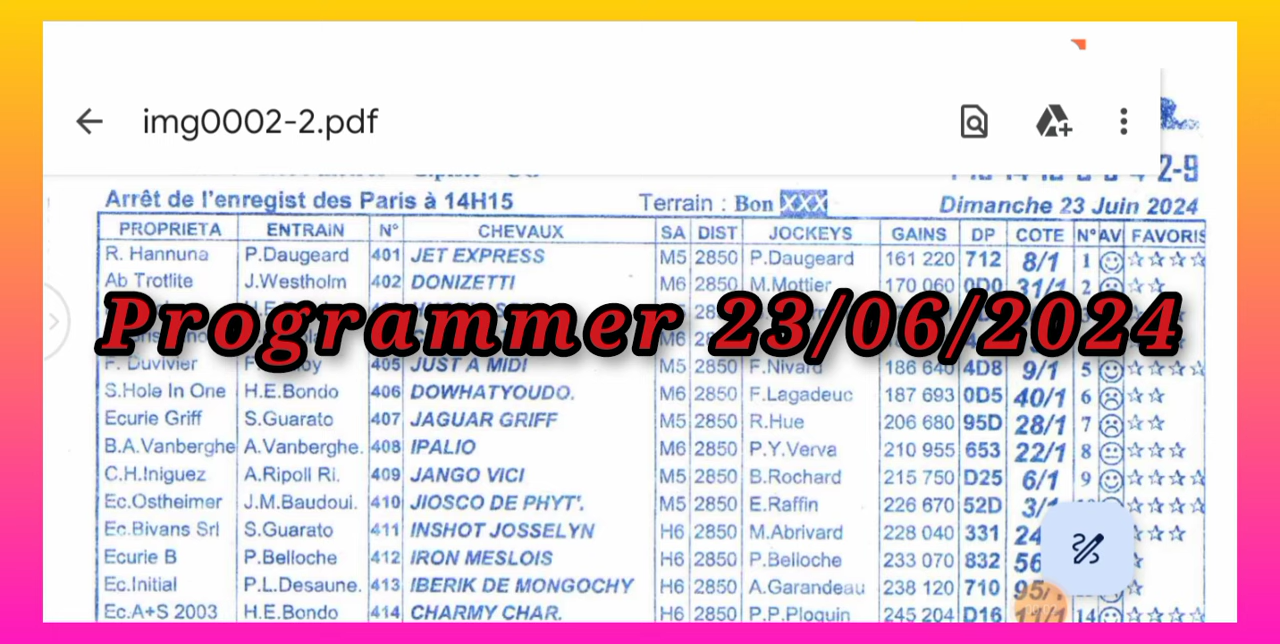 img0002-2.pdf
2-9
Arrêt de l'enregist des Paris à 14H15 Terrain : Bon XXX Dimanche 23 Juin 2024
PROPRIETA ENTRAIN N° CHEVAUX SA DIST JOCKEYS GAINS DP COTE N° AV FAVORIS
R. Hannuna P.Daugeard 401 JET EXPRESS M5 2850 P.Daugeard 161 220 712 8/1 1
Ab Trotlite J.Westholm 402 DONIZETTI M6 2850 M.Mottier 170 060 0D0 31/1 2
Programmer 23/06/2024
F. Duvivier 405 JUST A MIDI M5 2850 F.Nivard 186 640 4D8 9/1 5
S.Hole In One H.E.Bondo 406 DOWHATYOUDO. M6 2850 F.Lagadeuc 187 693 0D5 40/1 6
Ecurie Griff S.Guarato 407 JAGUAR GRIFF M5 2850 R.Hue 206 680 95D 28/1 7
B.A.Vanberghe A.Vanberghe. 408 IPALIO M6 2850 P.Y.Verva 210 955 653 22/1 8
C.H.Iniguez A.Ripoll Ri. 409 JANGO VICI M5 2850 B.Rochard 215 750 D25 6/1 9
Ec.Ostheimer J.M.Baudoui. 410 JIOSCO DE PHYT'. M5 2850 E.Raffin 226 670 52D 3/1
Ec.Bivans Srl S.Guarato 411 INSHOT JOSSELYN H6 2850 M.Abrivard 228 040 331 24
Ecurie B P.Belloche 412 IRON MESLOIS H6 2850 P.Belloche 233 070 832 56
Ec.Initial P.L.Desaune. 413 IBERIK DE MONGOCHY H6 2850 A.Garandeau 238 120 710 95/
Ec.A+S 2003 H.E.Bondo 414 CHARMY CHAR. H6 2850 P.P.Ploquin 245 204 D16 11/1 14